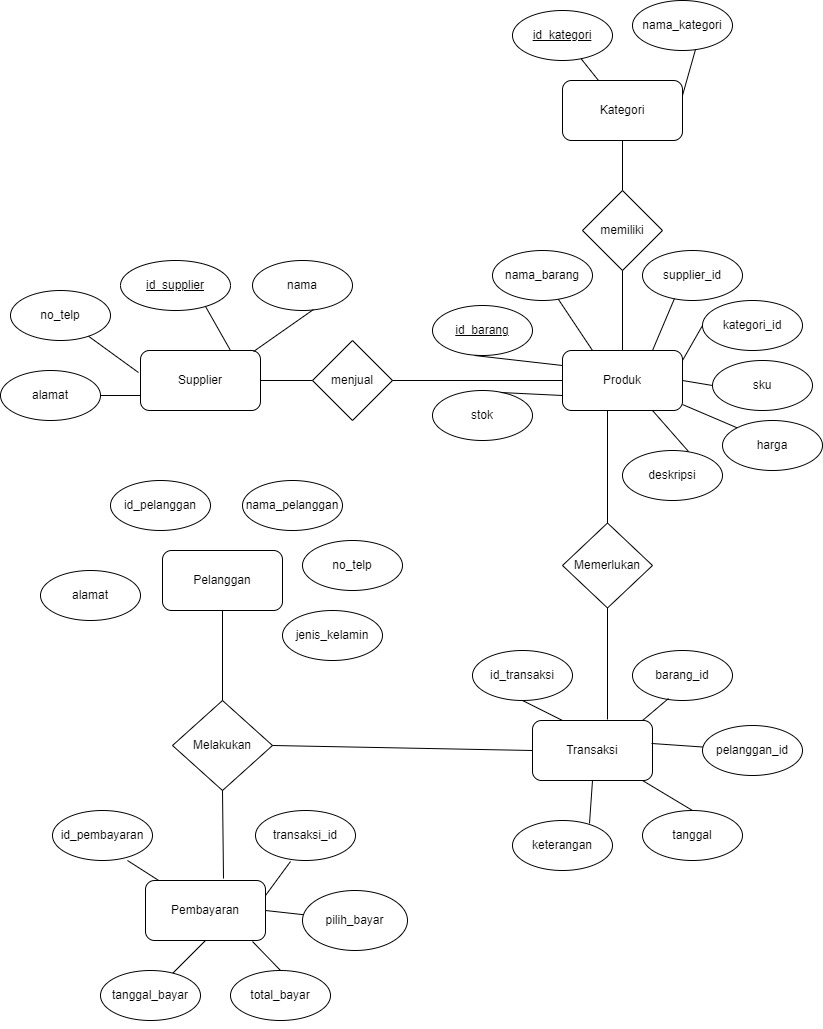 nama_kategori
id_kategori
Kategori
memiliki
nama_barang
supplier_id
id_supplier
nama
no_telp
id_barang
kategori_id
Supplier
menjual
Produk
sku
alamat
stok
harga
deskripsi
id_pelanggan
nama_pelanggan
no_telp
Memerlukan
Pelanggan
alamat
jenis_kelamin
id_transaksi
barang_id
Melakukan
Transaksi
pelanggan_id
id_pembayaran
transaksi_id
keterangan
tanggal
Pembayaran
pilih_bayar
tanggal_bayar
total_bayar